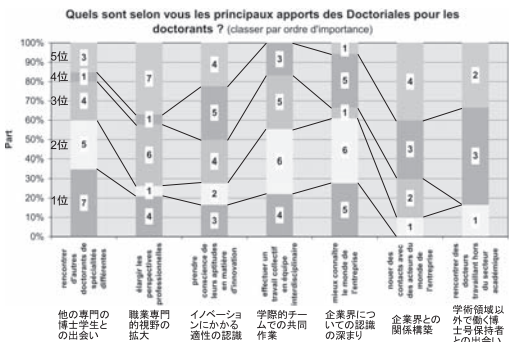 Quels sont selon vous les principaux apports des Doctoriales pour les
doctorants ? (classer par ordre d'importance)
Part
100%
90%
80%
70%
60%
50%
40%
30%
20%
10%
0%
5位
4位
3位
2位
1位
3
1
4
5
7
7
1
6
1
4
4
5
4
2
3
3
5
6
4
1
5
1
6
5
4
3
2
1
2
3
1
rencontrer
d'autres
doctorants de
spécialités
différentes
élargir les
perspectives
professionnelles
prendre
conscience de
leurs aptitudes
en matière
d'innovation
effectuer un
travail collectif
en équipe
interdisciplinaire
mieux connaître
le monde de
l'entreprise
nouer des
contacts avec
des acteurs du
monde de
l'entreprise
rencontrer des
docteurs
travaillant hors
du secteur
académique
他の専門の
博士学生と
の出会い
職業専門
的視野の
拡大
イノベーショ
ンにかかる
適性の認識
学際的チー
ムでの共同
作業
企業界につ
いての認識
の深まり
企業界との
関係構築
学術領域以
外で働く博
士号保持者
との出会い